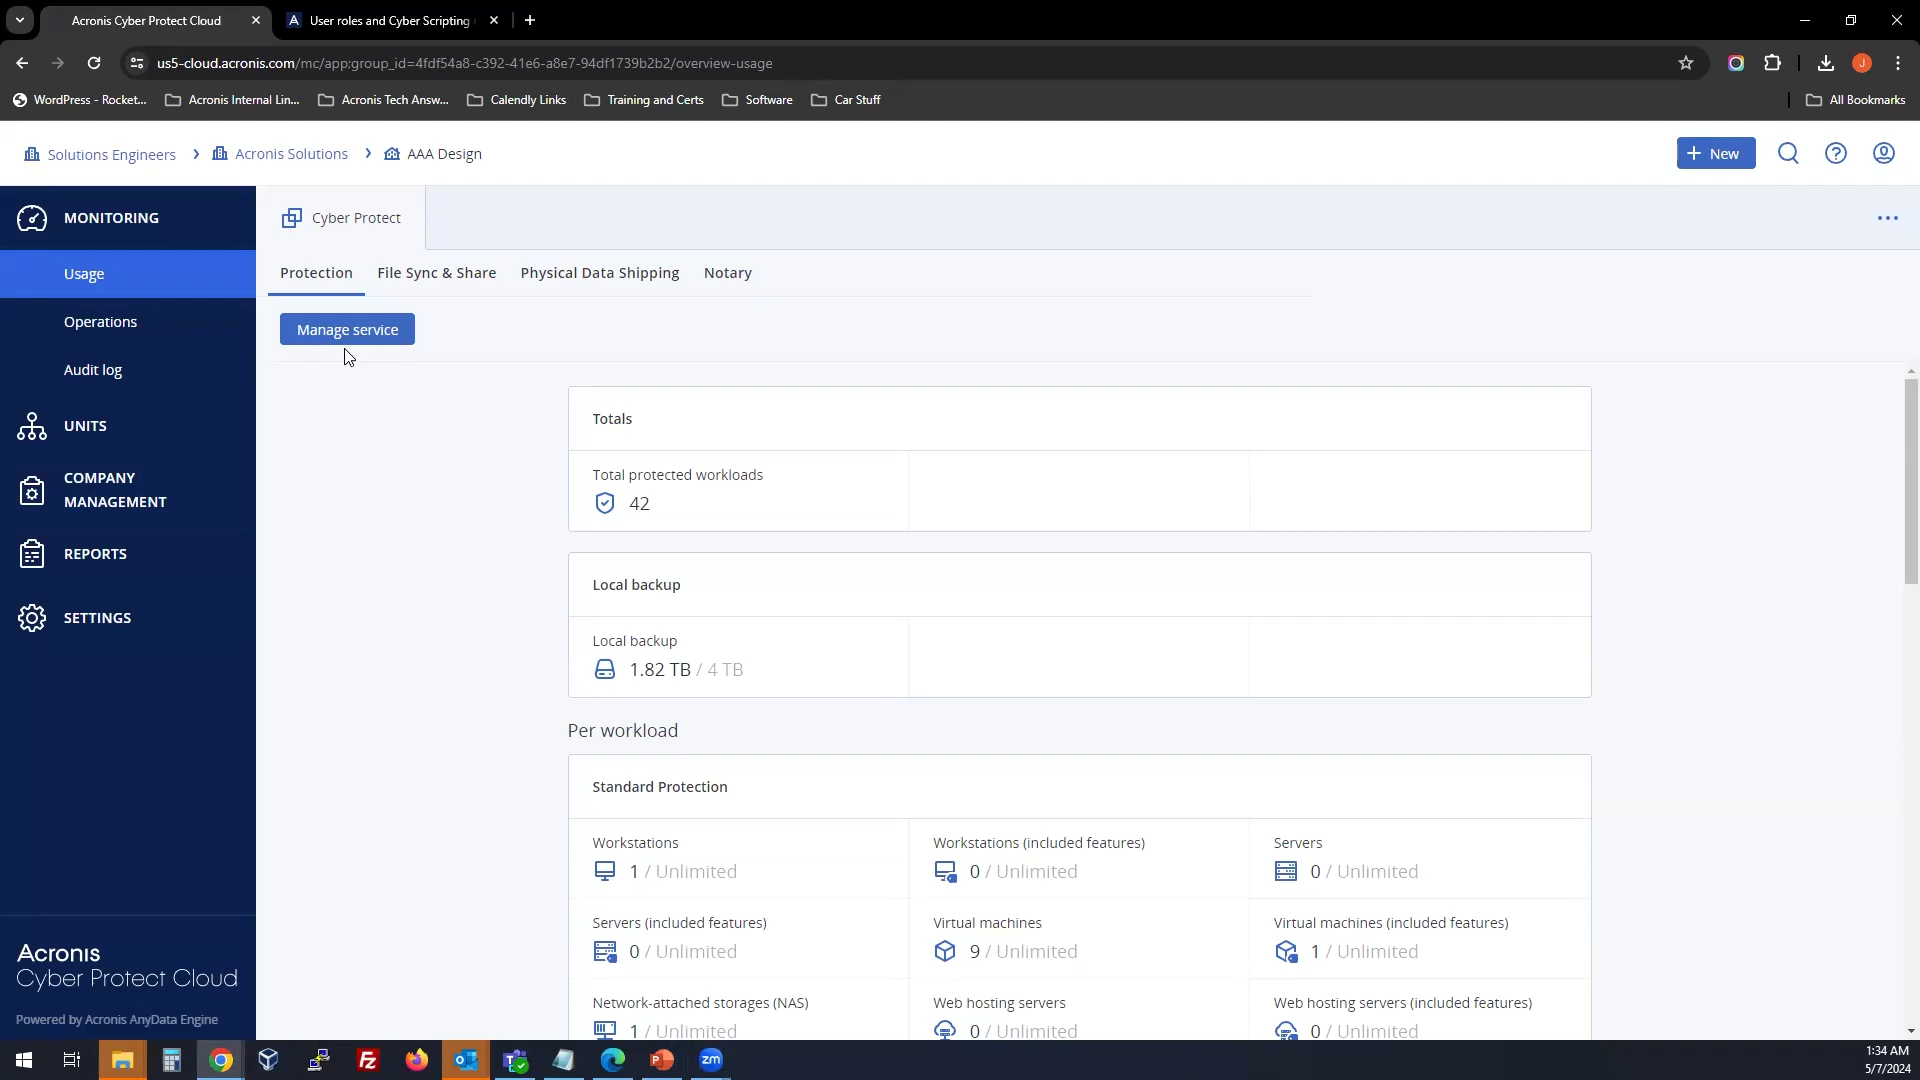 Acronis Cyber Protect Cloud
User roles and Cyber Scripting
us5-cloud.acronis.com/mc/app;group_id=4fdf54a8-c392-41e6-a8e7-94df1739b2b2/overview-usage
J
WordPress - Rocket...
Acronis Internal Lin...
Acronis Tech Answ...
Calendly Links
Training and Certs
Software
Car Stuff
All Bookmarks
Solutions Engineers
Acronis Solutions
AAA Design
+ New
MONITORING
Usage
Operations
Audit log
UNITS
COMPANY
MANAGEMENT
REPORTS
SETTINGS
Acronis
Cyber Protect Cloud
Powered by Acronis AnyData Engine
Cyber Protect
Protection
File Sync & Share
Physical Data Shipping
Notary
Manage service
Totals
Total protected workloads
42
Local backup
Local backup
1.82 TB / 4 TB
Per workload
Standard Protection
Workstations
1 / Unlimited
Workstations (included features)
0 / Unlimited
Servers
0 / Unlimited
Servers (included features)
0 / Unlimited
Virtual machines
9 / Unlimited
Virtual machines (included features)
1 / Unlimited
Network-attached storages (NAS)
1 / Unlimited
Web hosting servers
0 / Unlimited
Web hosting servers (included features)
0 / Unlimited
zm
1:34 AM
5/7/2024